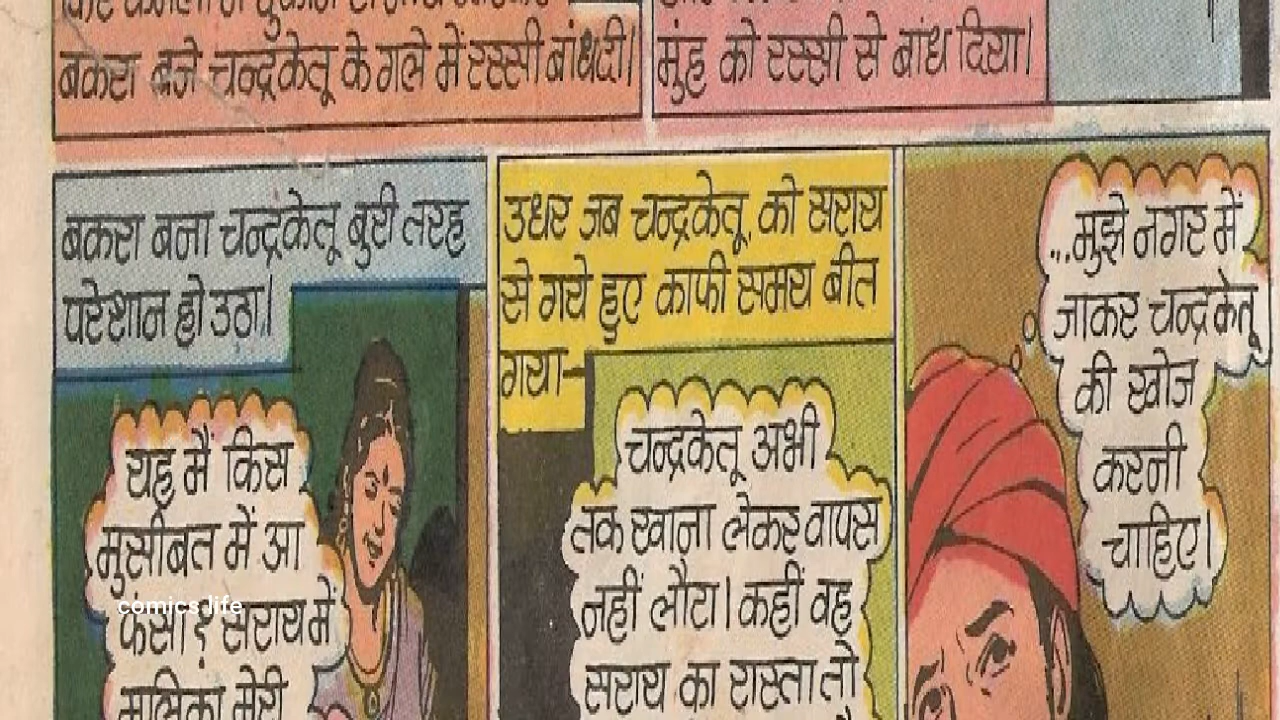 बकरा बने चन्द्रकेतू के गले में रस्सी बांधदी।
मुंह को रस्सी से बांध दिया।
बकरा बना चन्द्रकेतू बुरी तरह
परेशान हो उठा।
यह मैं किस
मुसीबत में आ
फंसा? सराय में
मालिका मेरी
उधर जब चन्द्रकेतू को सराय
से गये हुए काफी समय बीत
गया—
चन्द्रकेतू अभी
तक खाना लेकर वापस
नहीं लौटा। कहीं वह
सराय का रास्ता तो
...मुझे नगर में
जाकर चन्द्रकेतू
की खोज
करनी
चाहिए।
comics life